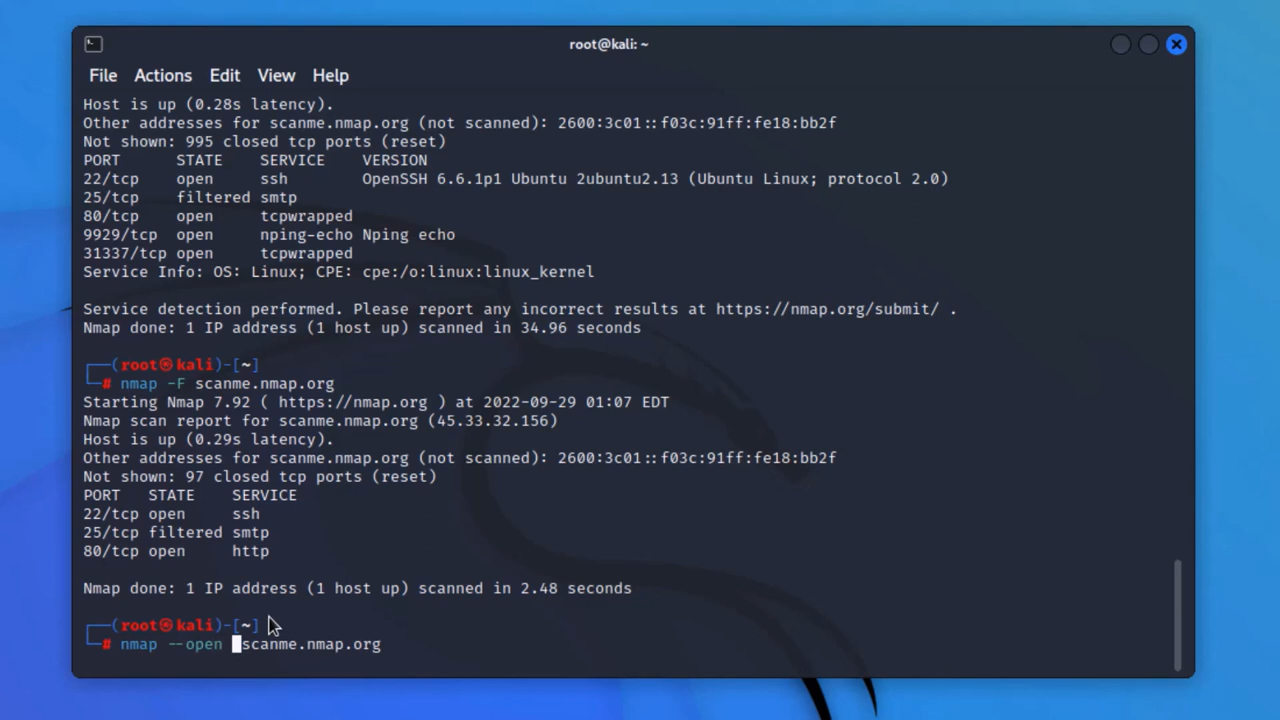 root@kali: ~
File Actions Edit View Help
Host is up (0.28s latency).
Other addresses for scanme.nmap.org (not scanned): 2600:3c01::f03c:91ff:fe18:bb2f
Not shown: 995 closed tcp ports (reset)
PORT STATE SERVICE VERSION
22/tcp open ssh OpenSSH 6.6.1p1 Ubuntu 2ubuntu2.13 (Ubuntu Linux; protocol 2.0)
25/tcp filtered smtp
80/tcp open tcpwrapped
9929/tcp open nping-echo Nping echo
31337/tcp open tcpwrapped
Service Info: OS: Linux; CPE: cpe:/o:linux:linux_kernel
Service detection performed. Please report any incorrect results at https://nmap.org/submit/ .
Nmap done: 1 IP address (1 host up) scanned in 34.96 seconds
┌──(root㉿kali)-[~]
└─# nmap -F scanme.nmap.org
Starting Nmap 7.92 ( https://nmap.org ) at 2022-09-29 01:07 EDT
Nmap scan report for scanme.nmap.org (45.33.32.156)
Host is up (0.29s latency).
Other addresses for scanme.nmap.org (not scanned): 2600:3c01::f03c:91ff:fe18:bb2f
Not shown: 97 closed tcp ports (reset)
PORT STATE SERVICE
22/tcp open ssh
25/tcp filtered smtp
80/tcp open http
Nmap done: 1 IP address (1 host up) scanned in 2.48 seconds
┌──(root㉿kali)-[~]
└─# nmap --open scanme.nmap.org